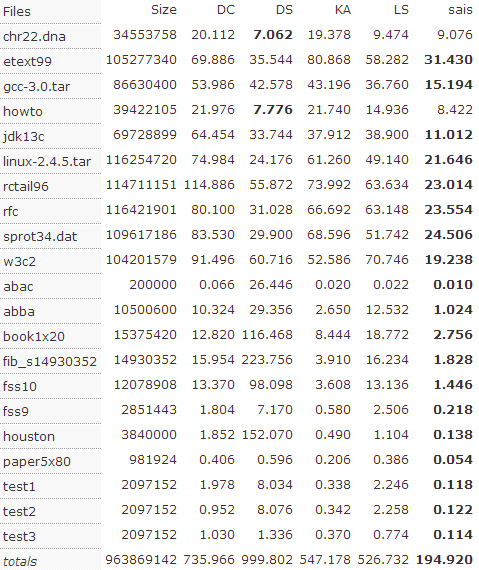 Files Size DC DS KA LS sais
chr22.dna 34553758 20.112 7.062 19.378 9.474 9.076
etext99 105277340 69.886 35.544 80.868 58.282 31.430
gcc-3.0.tar 86630400 53.986 42.578 43.196 36.760 15.194
howto 39422105 21.976 7.776 21.740 14.936 8.422
jdk13c 69728899 64.454 33.744 37.912 38.900 11.012
linux-2.4.5.tar 116254720 74.984 24.176 61.260 49.140 21.646
rctail96 114711151 114.886 55.872 73.992 63.634 23.014
rfc 116421901 80.100 31.028 66.692 63.148 23.554
sprot34.dat 109617186 83.530 29.900 68.596 51.742 24.506
w3c2 104201579 91.496 60.716 52.586 70.746 19.238
abac 200000 0.066 26.446 0.020 0.022 0.010
abba 10500600 10.324 29.356 2.650 12.532 1.024
book1x20 15375420 12.820 116.468 8.444 18.772 2.756
fib_s14930352 14930352 15.954 223.756 3.910 16.234 1.828
fss10 12078908 13.370 98.098 3.608 13.136 1.446
fss9 2851443 1.804 7.170 0.580 2.506 0.218
houston 3840000 1.852 152.070 0.490 1.104 0.138
paper5x80 981924 0.406 0.596 0.206 0.386 0.054
test1 2097152 1.978 8.034 0.338 2.246 0.118
test2 2097152 0.952 8.076 0.342 2.258 0.122
test3 2097152 1.030 1.336 0.370 0.774 0.114
totals 963869142 735.966 999.802 547.178 526.732 194.920